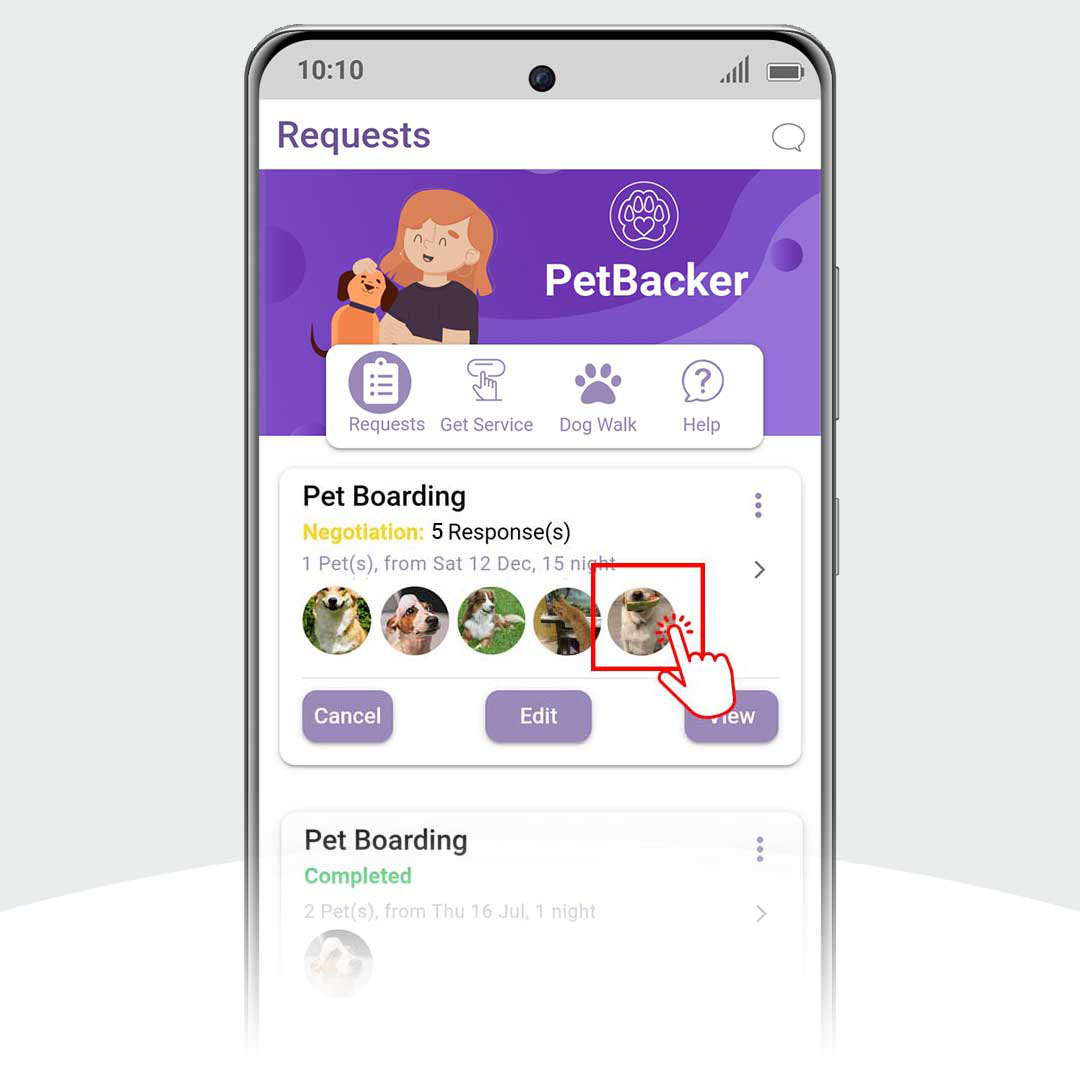 10:10
Requests
PetBacker
Requests Get Service Dog Walk Help
Pet Boarding
Negotiation: 5 Response(s)
1 Pet(s), from Sat 12 Dec, 15 night
Cancel Edit View
Pet Boarding
Completed
2 Pet(s), from Thu 16 Jul, 1 night